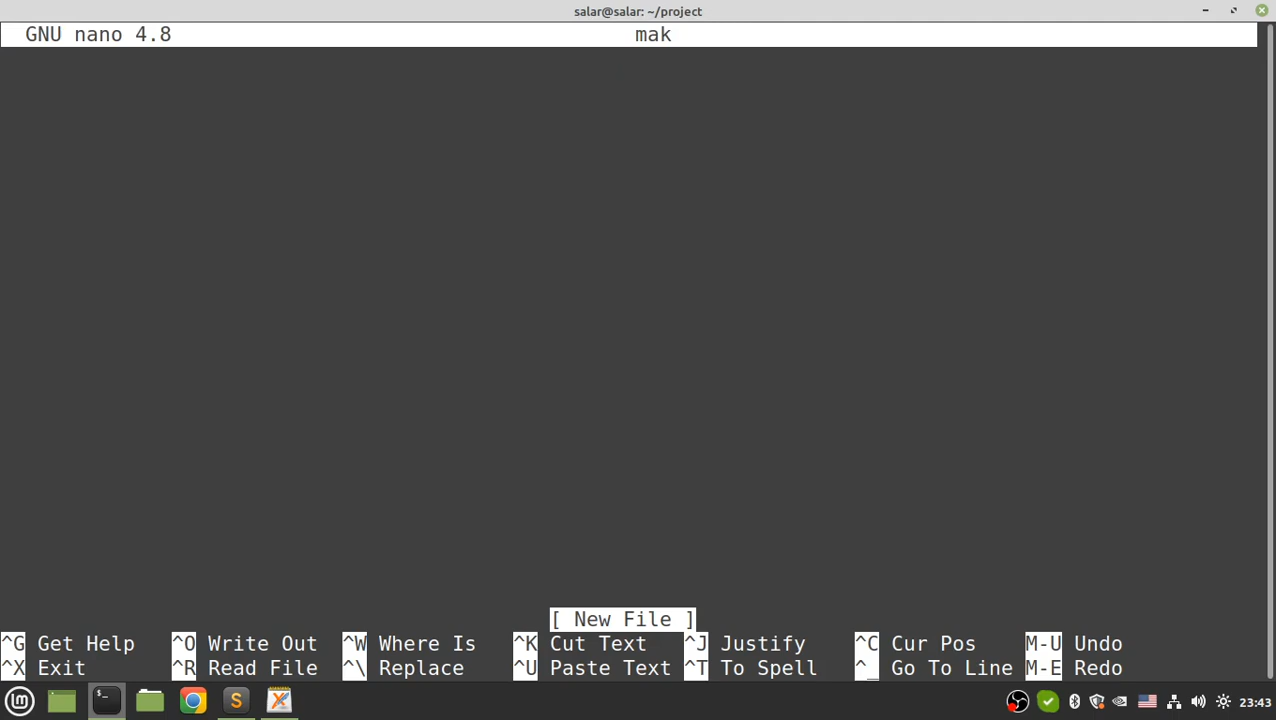 salar@salar: ~/project
GNU nano 4.8 mak
[ New File ]
^G Get Help ^O Write Out ^W Where Is ^K Cut Text ^J Justify ^C Cur Pos M-U Undo
^X Exit ^R Read File ^\ Replace ^U Paste Text ^T To Spell ^_ Go To Line M-E Redo
$_ S 23:43